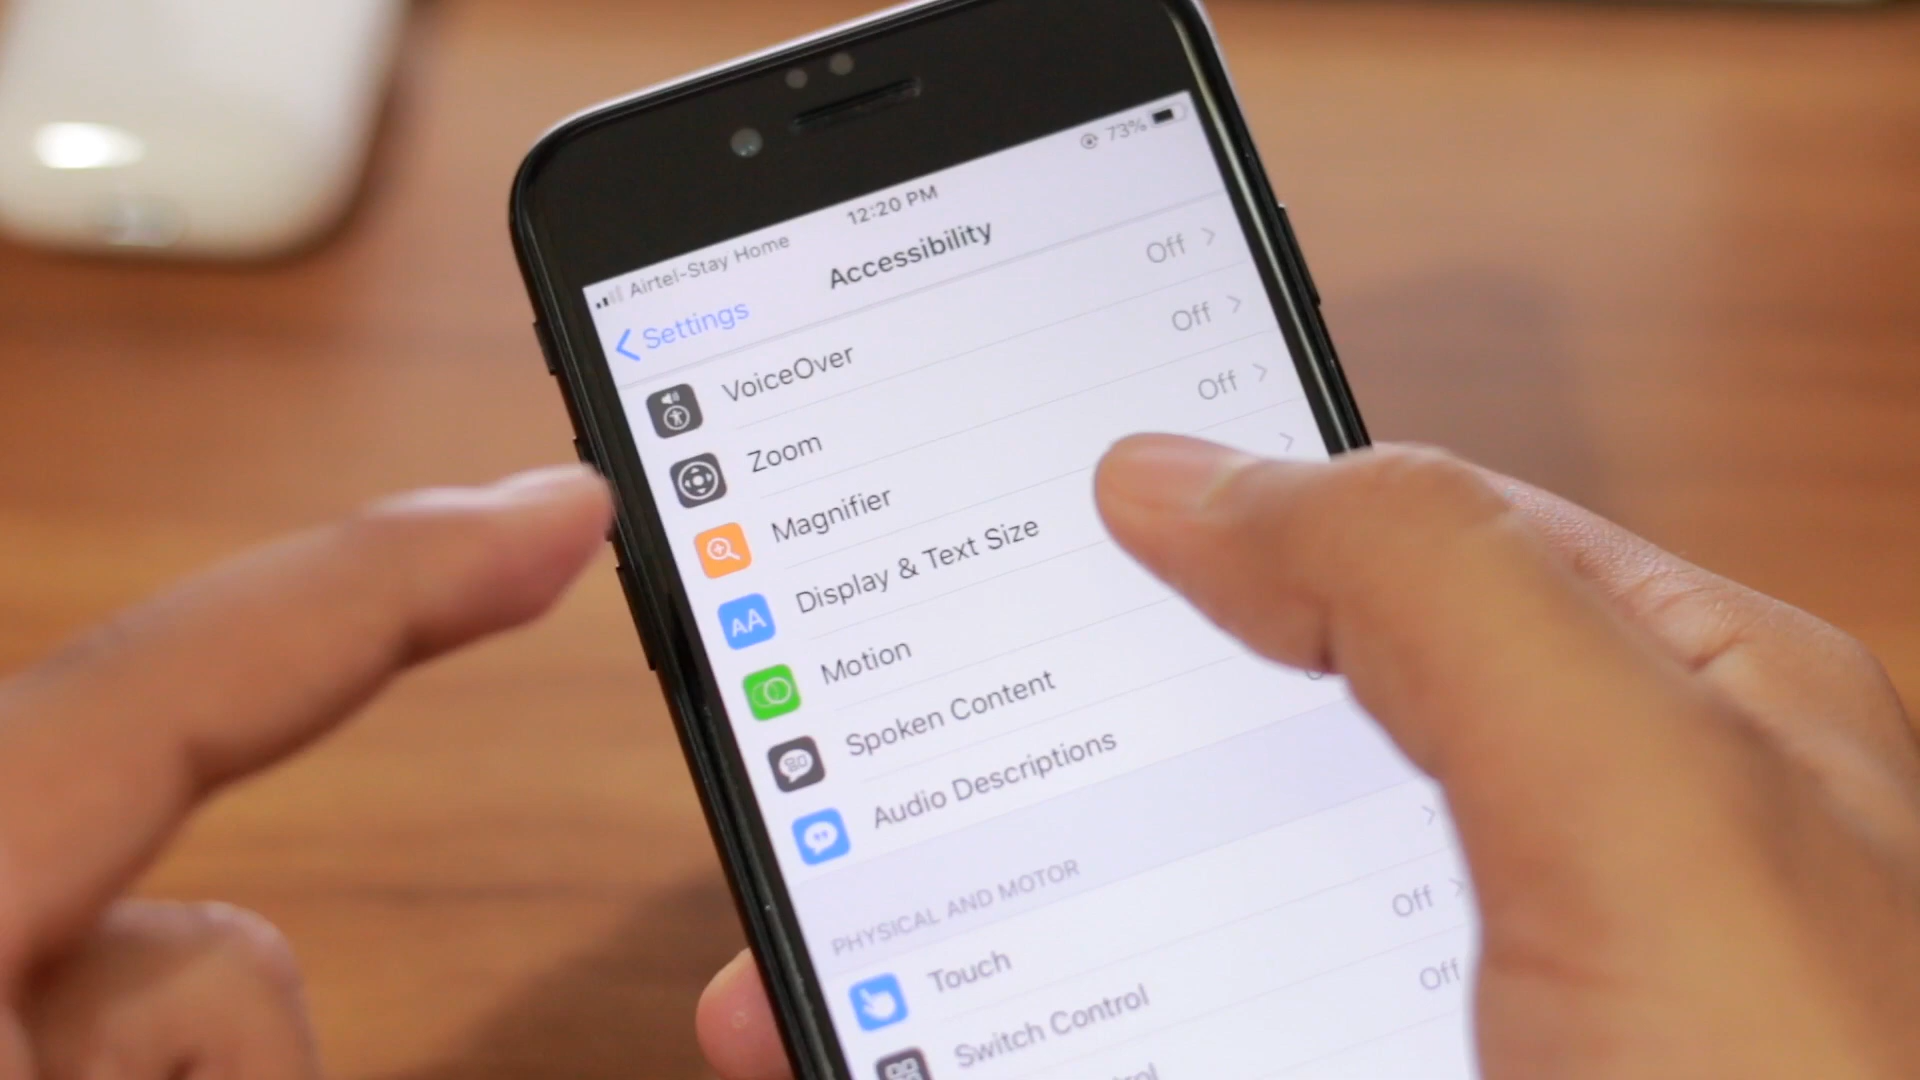 Airtel-Stay Home 12:20 PM 73%
Settings Accessibility
VoiceOver Off
Zoom Off
Magnifier Off
Display & Text Size
Motion
Spoken Content
Audio Descriptions
PHYSICAL AND MOTOR
Touch
Switch Control Off
Off